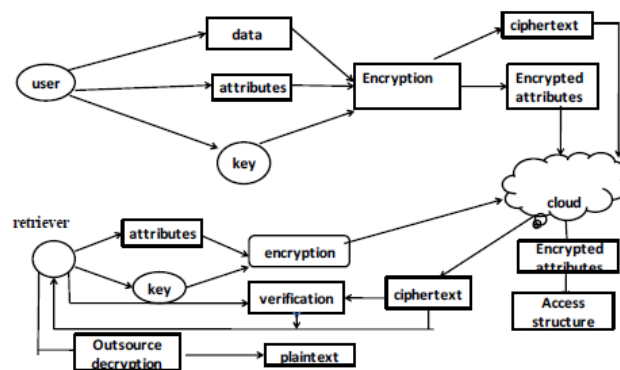 ciphertext
data
Encryption
user
attributes
Encrypted
attributes
key
cloud
retriever
attributes
encryption
Encrypted
attributes
key
verification
ciphertext
Access
structure
Outsource
decryption
plaintext